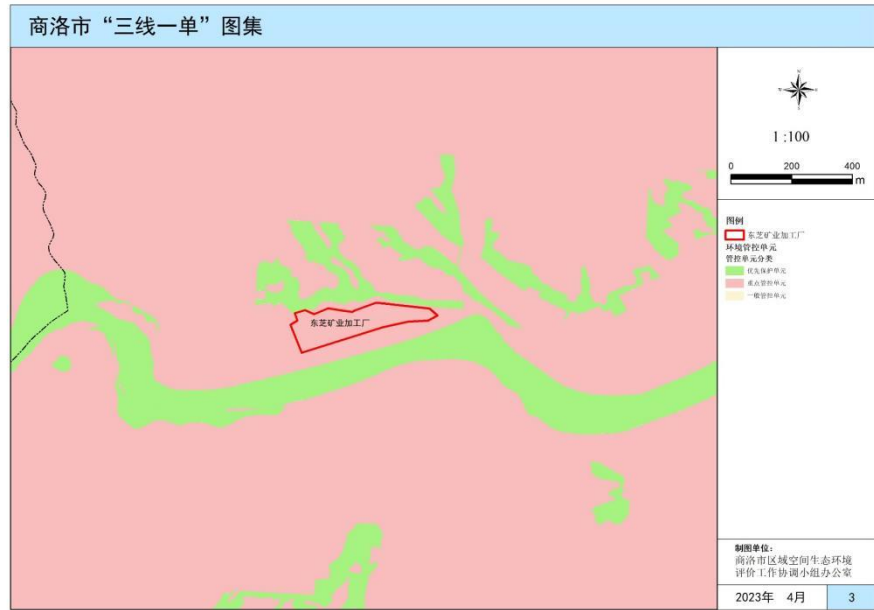 商洛市“三线一单”图集
东芝矿业加工厂
1:100
0 200 400
m
图例
东芝矿业加工厂
环境管控单元
管控单元分类
优先保护单元
重点管控单元
一般管控单元
制图单位:
商洛市区域空间生态环境
评价工作协调小组办公室
2023年 4月 3